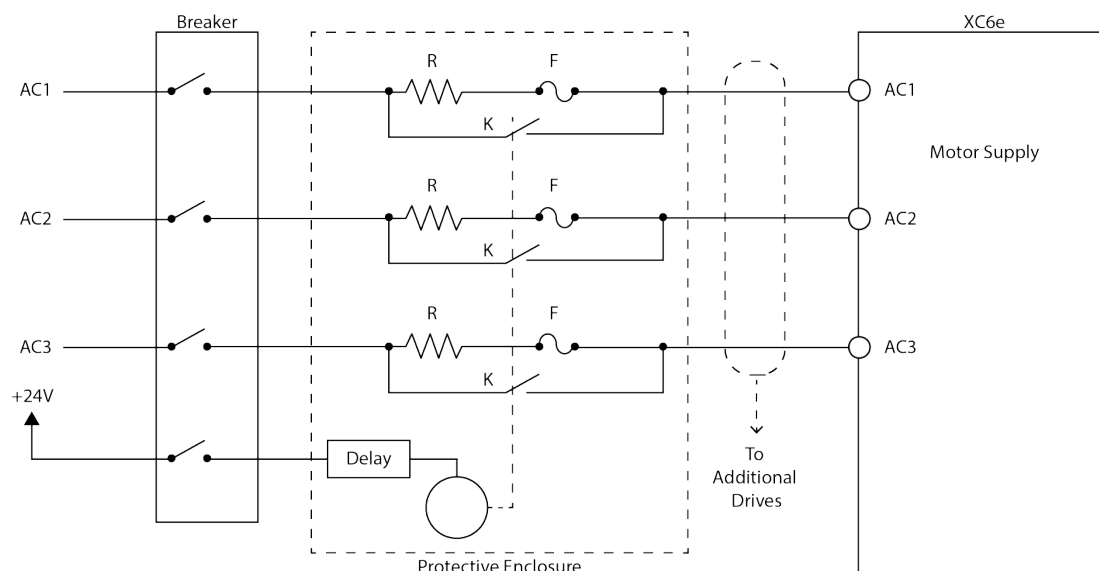 Breaker
XC6e
R
F
AC1
AC1
K
Motor Supply
R
F
AC2
AC2
K
R
F
AC3
AC3
K
+24V
Delay
To
Additional
Drives
Protective Enclosure